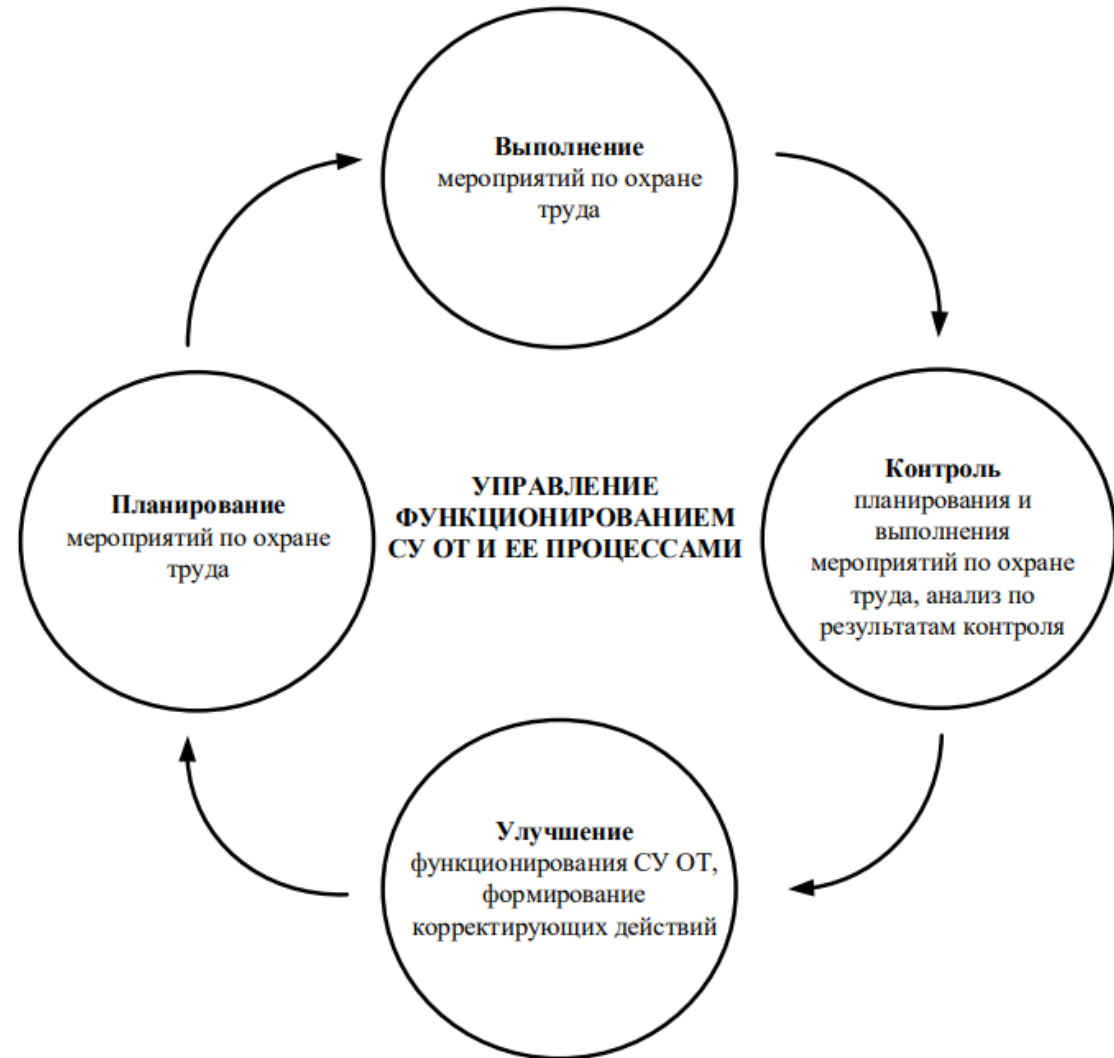 Выполнение
мероприятий по охране
труда
Планирование
мероприятий по охране
труда
УПРАВЛЕНИЕ
ФУНКЦИОНИРОВАНИЕМ
СУ ОТ И ЕЕ ПРОЦЕССАМИ
Контроль
планирования и
выполнения
мероприятий по охране
труда, анализ по
результатам контроля
Улучшение
функционирования СУ ОТ,
формирование
корректирующих действий